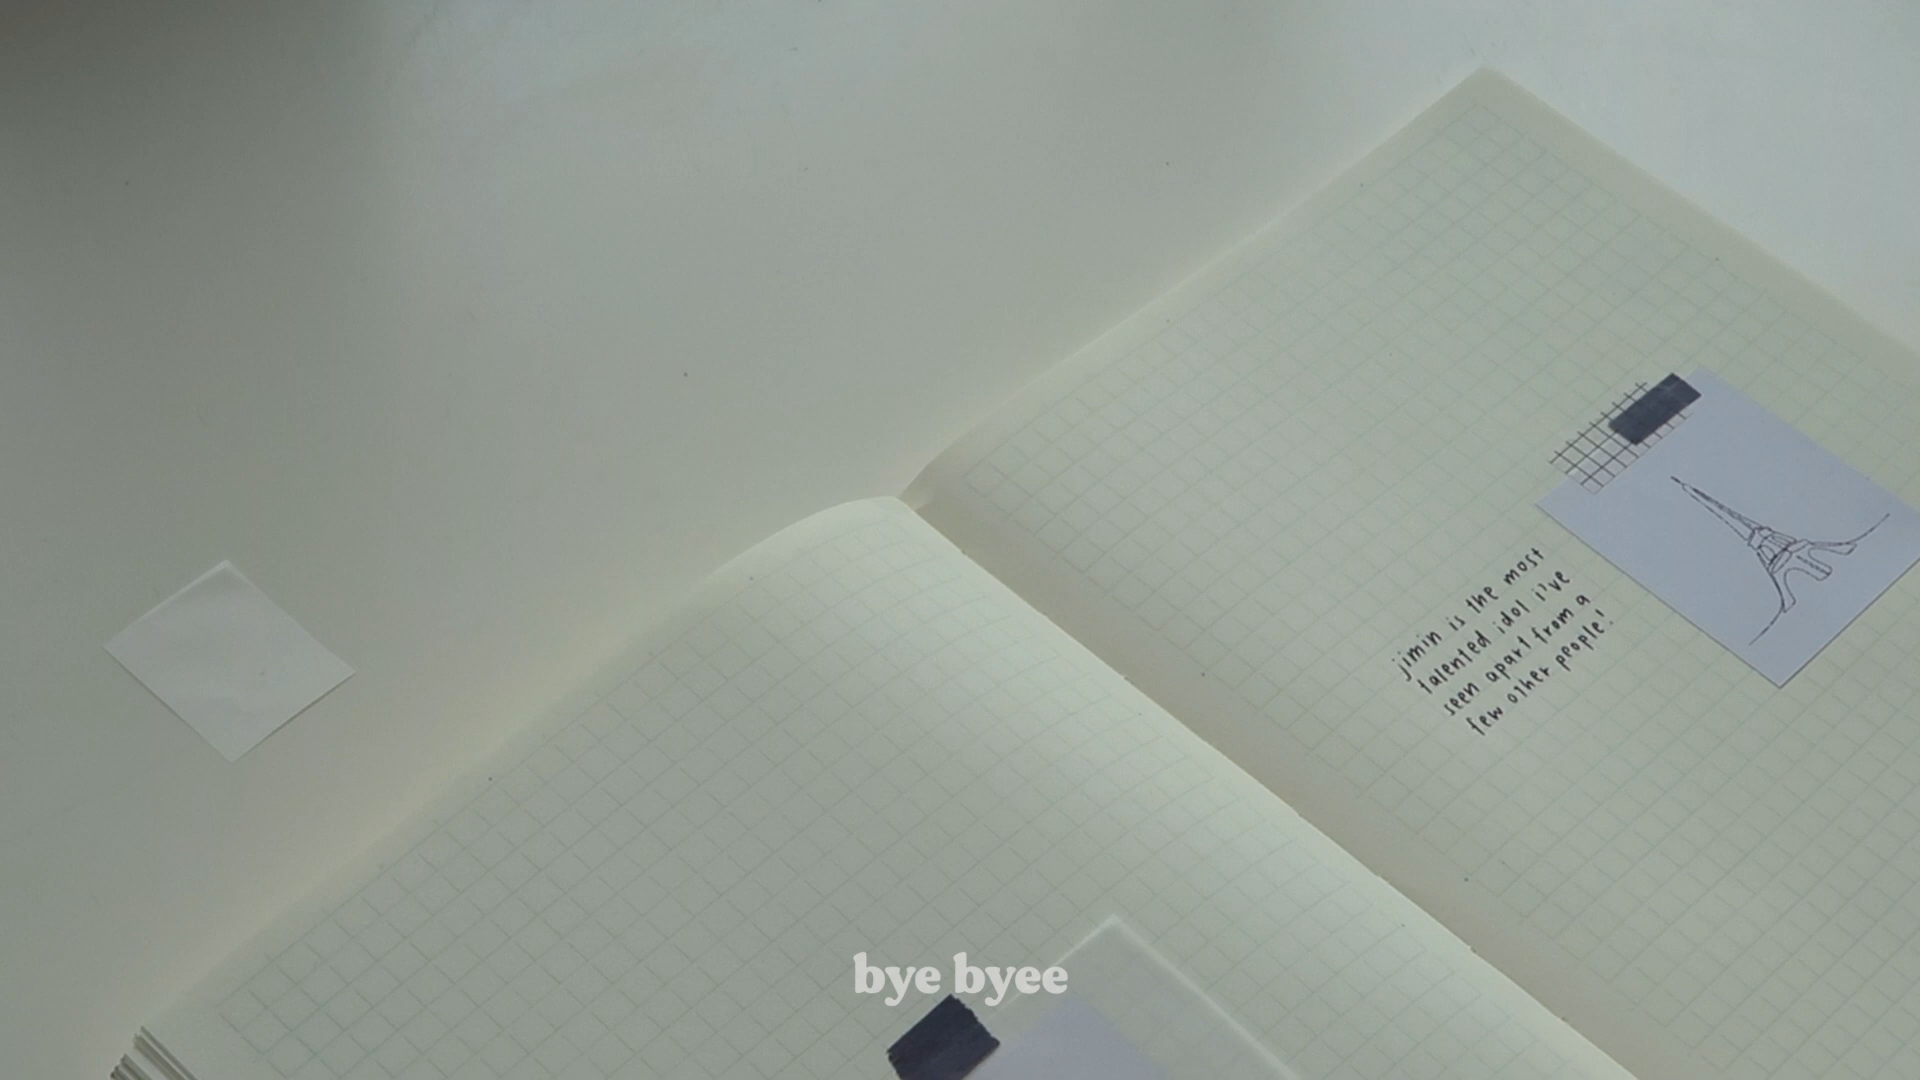 jimin is the most
talented idol i've
seen apart from a
few other people!
bye byee